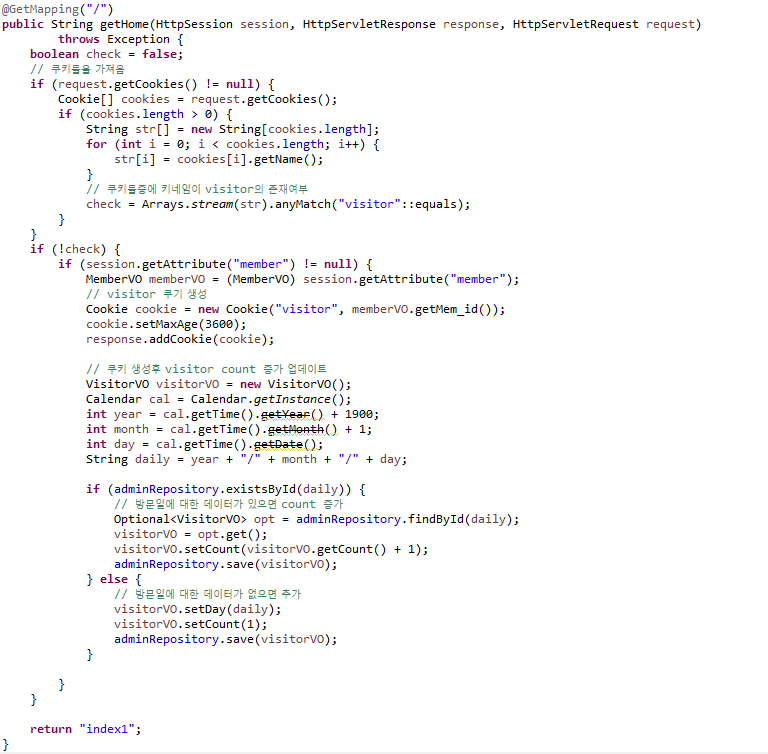 @GetMapping("/")
public String getHome(HttpSession session, HttpServletResponse response, HttpServletRequest request)
        throws Exception {
    boolean check = false;
    // 쿠키들을 가져옴
    if (request.getCookies() != null) {
        Cookie[] cookies = request.getCookies();
        if (cookies.length > 0) {
            String str[] = new String[cookies.length];
            for (int i = 0; i < cookies.length; i++) {
                str[i] = cookies[i].getName();
            }
            // 쿠키들중에 키네임이 visitor의 존재여부
            check = Arrays.stream(str).anyMatch("visitor"::equals);
        }
    }
    if (!check) {
        if (session.getAttribute("member") != null) {
            MemberVO memberVO = (MemberVO) session.getAttribute("member");
            // visitor 쿠기 생성
            Cookie cookie = new Cookie("visitor", memberVO.getMem_id());
            cookie.setMaxAge(3600);
            response.addCookie(cookie);

            // 쿠키 생성후 visitor count 증가 업데이트
            VisitorVO visitorVO = new VisitorVO();
            Calendar cal = Calendar.getInstance();
            int year = cal.getTime().getYear() + 1900;
            int month = cal.getTime().getMonth() + 1;
            int day = cal.getTime().getDate();
            String daily = year + "/" + month + "/" + day;

            if (adminRepository.existsById(daily)) {
                // 방문일에 대한 데이터가 있으면 count 증가
                Optional<VisitorVO> opt = adminRepository.findById(daily);
                visitorVO = opt.get();
                visitorVO.setCount(visitorVO.getCount() + 1);
                adminRepository.save(visitorVO);
            } else {
                // 방문일에 대한 데이터가 없으면 추가
                visitorVO.setDay(daily);
                visitorVO.setCount(1);
                adminRepository.save(visitorVO);
            }

        }
    }

    return "index1";
}